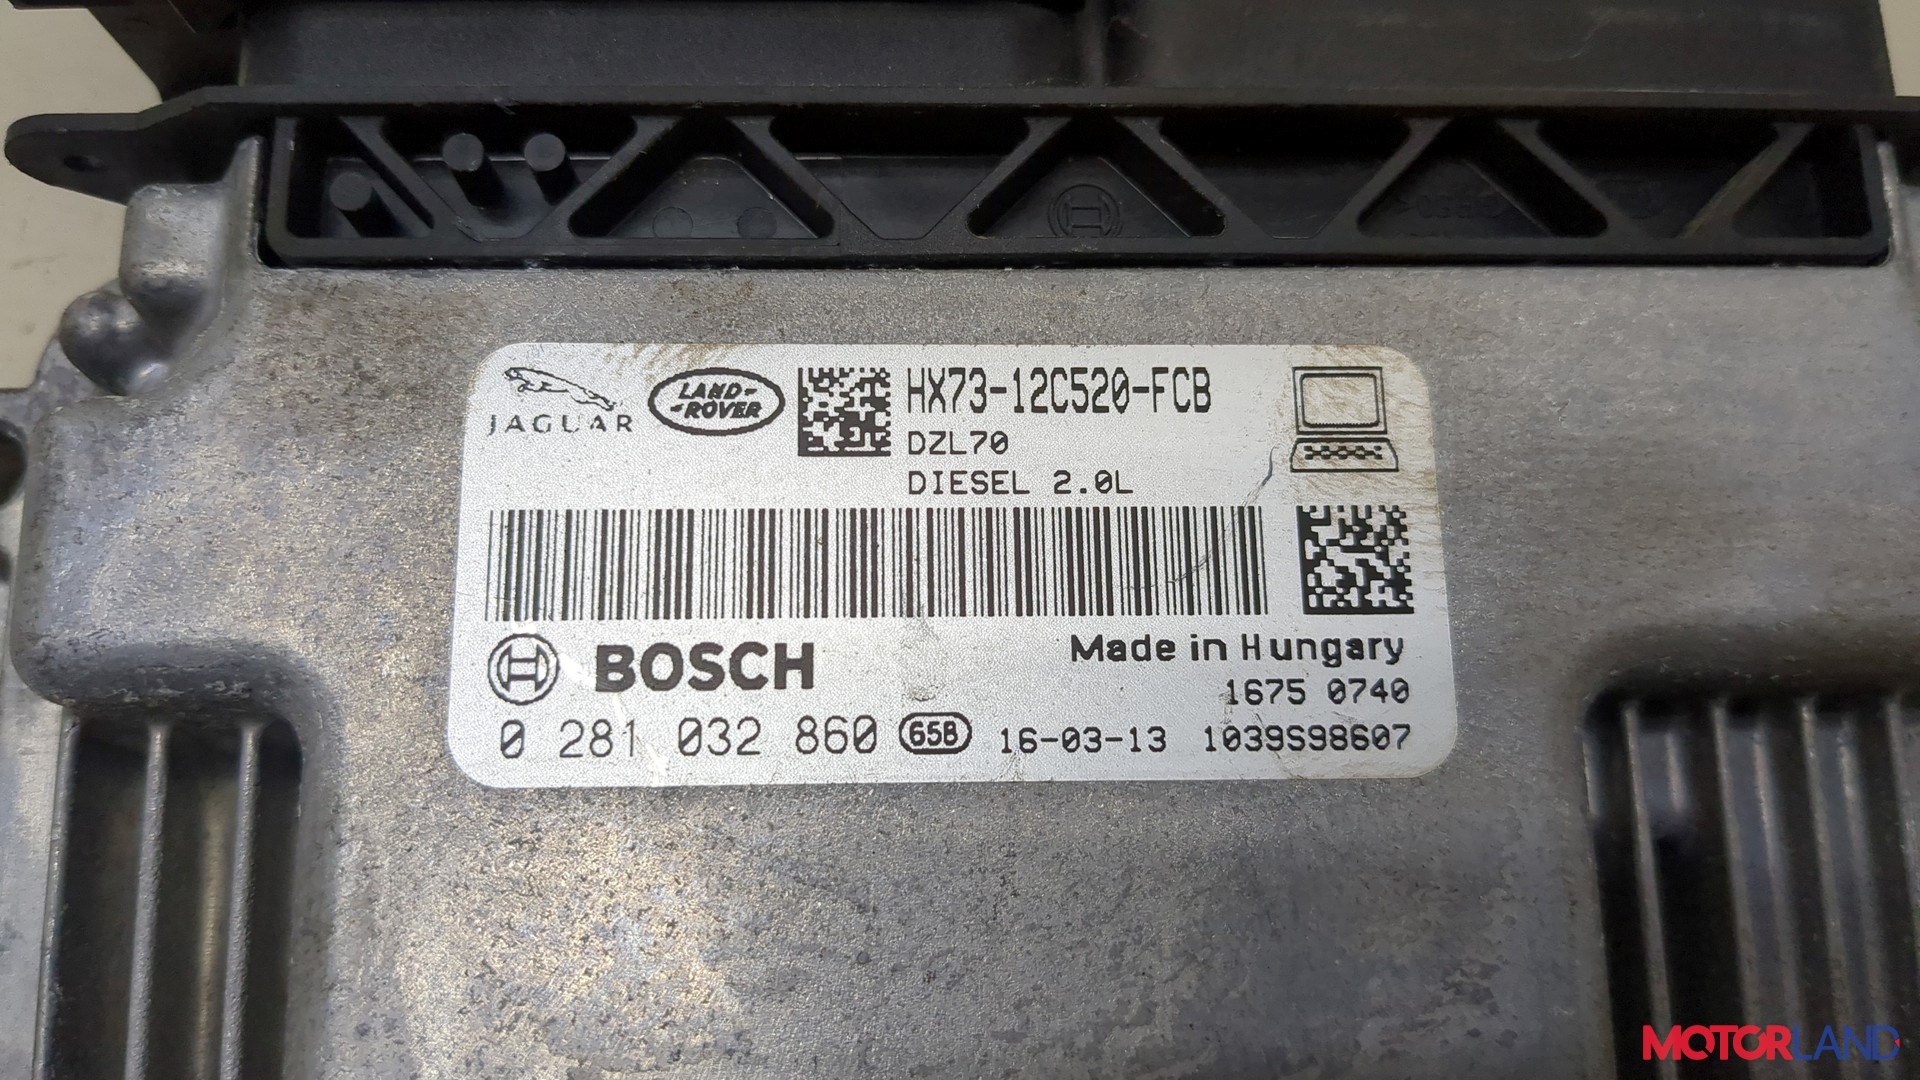 JAGUAR
LAND-
-ROVER
HX73-12C520-FCB
DZL70
DIESEL 2.0L
BOSCH
Made in Hungary
1675 0740
0 281 032 860 65B 16-03-13 1039S98607
MOTORLAND